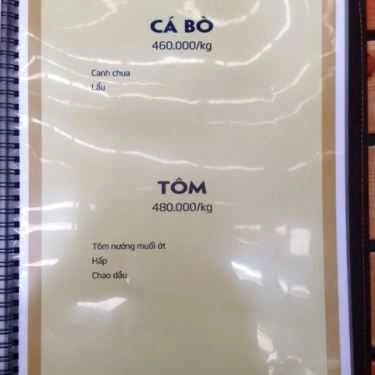 CÁ BÒ
460.000/kg
Canh chua
Lẩu
TÔM
480.000/kg
Tôm nướng muối ớt
Hấp
Chao dầu